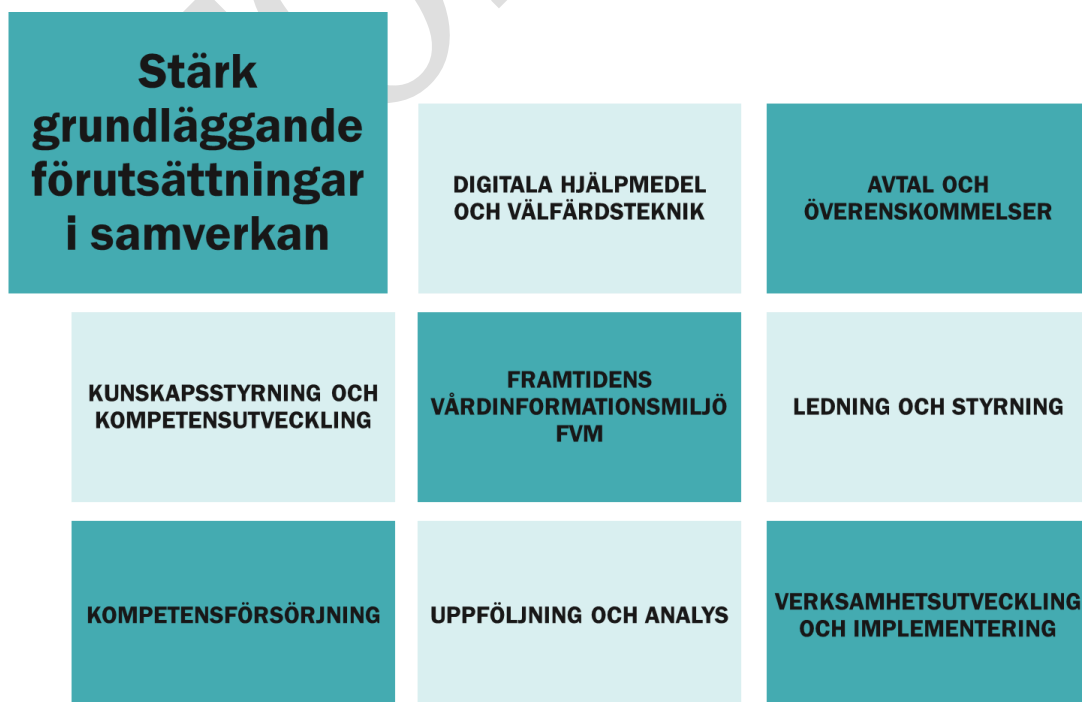 Stärk
grundläggande
förutsättningar
i samverkan
DIGITALA HJÄLPMEDEL
OCH VÄLFÄRDSTEKNIK
AVTAL OCH
ÖVERENSKOMMELSER
KUNSKAPSSTYRNING OCH
KOMPETENSUTVECKLING
FRAMTIDENS
VÅRDINFORMATIONSMILJÖ
FVM
LEDNING OCH STYRNING
KOMPETENSFÖRSÖRJNING
UPPFÖLJNING OCH ANALYS
VERKSAMHETSUTVECKLING
OCH IMPLEMENTERING